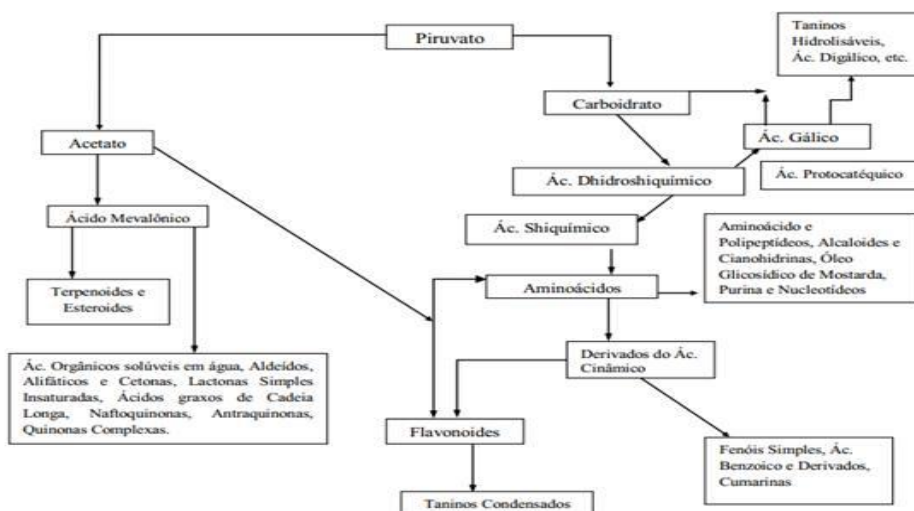 Piruvato
Taninos
Hidrolisáveis,
Ác. Digálico, etc.
Carboidrato
Acetato
Ác. Gálico
Ác. Dhidroshiquímico
Ác. Protocatéquico
Ácido Mevalônico
Ác. Shiquímico
Aminoácido e
Polipeptídeos, Alcaloides e
Cianohidrinas, Óleo
Glicosídico de Mostarda,
Purina e Nucleotídeos
Terpenoides e
Esteroides
Aminoácidos
Ác. Orgânicos solúveis em água, Aldeídos,
Alifáticos e Cetonas, Lactonas Simples
Insaturadas, Ácidos graxos de Cadeia
Longa, Naftoquinonas, Antraquinonas,
Quinonas Complexas.
Derivados do Ác.
Cinâmico
Flavonoides
Fenóis Simples, Ác.
Benzoico e Derivados,
Cumarinas
Taninos Condensados